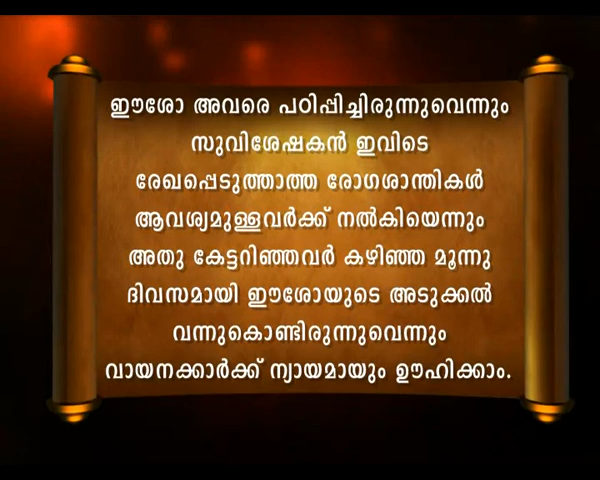 ഈശോ അവരെ പഠിപ്പിച്ചിരുന്നുവെന്നും
സുവിശേഷകൻ ഇവിടെ
രേഖപ്പെടുത്താത്ത രോഗശാന്തികൾ
ആവശ്യമുള്ളവർക്ക് നൽകിയെന്നും
അതു കേട്ടറിഞ്ഞവർ കഴിഞ്ഞ മൂന്നു
ദിവസമായി ഈശോയുടെ അടുക്കൽ
വന്നുകൊണ്ടിരുന്നുവെന്നും
വായനക്കാർക്ക് ന്യായമായും ഊഹിക്കാം.